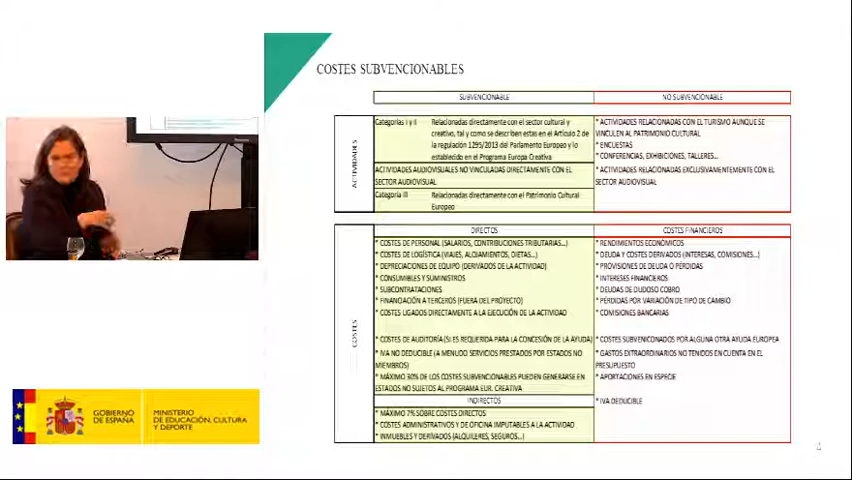 COSTES SUBVENCIONABLES
SUBVENCIONABLE
NO SUBVENCIONABLE
ACTIVIDADES
Categorías I y II
Relacionadas directamente con el sector cultural y
creativo, tal y como se describen estas en el Artículo 2 de
la regulación 1295/2013 del Parlamento Europeo y lo
establecido en el Programa Europa Creativa
ACTIVIDADES AUDIOVISUALES NO VINCULADAS DIRECTAMENTE CON EL
SECTOR AUDIOVISUAL
Categoría III
Relacionadas directamente con el Patrimonio Cultural
Europeo
* ACTIVIDADES RELACIONADAS CON EL TURISMO AUNQUE SE
VINCULEN AL PATRIMONIO CULTURAL
* ENCUESTAS
* CONFERENCIAS, EXHIBICIONES, TALLERES...
* ACTIVIDADES RELACIONADAS EXCLUSIVAMENTEMENTE CON EL
SECTOR AUDIOVISUAL
COSTES
DIRECTOS
* COSTES DE PERSONAL (SALARIOS, CONTRIBUCIONES TRIBUTARIAS...)
* COSTES DE LOGÍSTICA (VIAJES, ALOJAMIENTOS, DIETAS...)
* DEPRECIACIONES DE EQUIPO (DERIVADOS DE LA ACTIVIDAD)
* CONSUMIBLES Y SUMINISTROS
* SUBCONTRATACIONES
* FINANCIACIÓN A TERCEROS (FUERA DEL PROYECTO)
* COSTES LIGADOS DIRECTAMENTE A LA EJECUCIÓN DE LA ACTIVIDAD
* COSTES DE AUDITORÍA (SI ES REQUERIDA PARA LA CONCESIÓN DE LA AYUDA)
* IVA NO DEDUCIBLE (A MENUDO SERVICIOS PRESTADOS POR ESTADOS NO
MIEMBROS)
* MÁXIMO 30% DE LOS COSTES SUBVENCIONABLES PUEDEN GENERARSE EN
ESTADOS NO SUJETOS AL PROGRAMA EUR. CREATIVA
INDIRECTOS
* MÁXIMO 7% SOBRE COSTES DIRECTOS
* COSTES ADMINISTRATIVOS Y DE OFICINA IMPUTABLES A LA ACTIVIDAD
* INMUEBLES Y DERIVADOS (ALQUILERES, SEGUROS...)
COSTES FINANCIEROS
* RENDIMIENTOS ECONÓMICOS
* DEUDA Y COSTES DERIVADOS (INTERESAS, COMISIONES...)
* PROVISIONES DE DEUDA O PÉRDIDAS
* INTERESES FINANCIEROS
* DEUDAS DE DUDOSO COBRO
* PÉRDIDAS POR VARIACIÓN DE TIPO DE CAMBIO
* COMISIONES BANCARIAS
* COSTES SUBVENICONADOS POR ALGUNA OTRA AYUDA EUROPEA
* GASTOS EXTRAORDINARIOS NO TENIDOS EN CUENTA EN EL
PRESUPUESTO
* APORTACIONES EN ESPECIE
* IVA DEDUCIBLE
GOBIERNO
DE ESPAÑA
MINISTERIO
DE EDUCACIÓN, CULTURA
Y DEPORTE